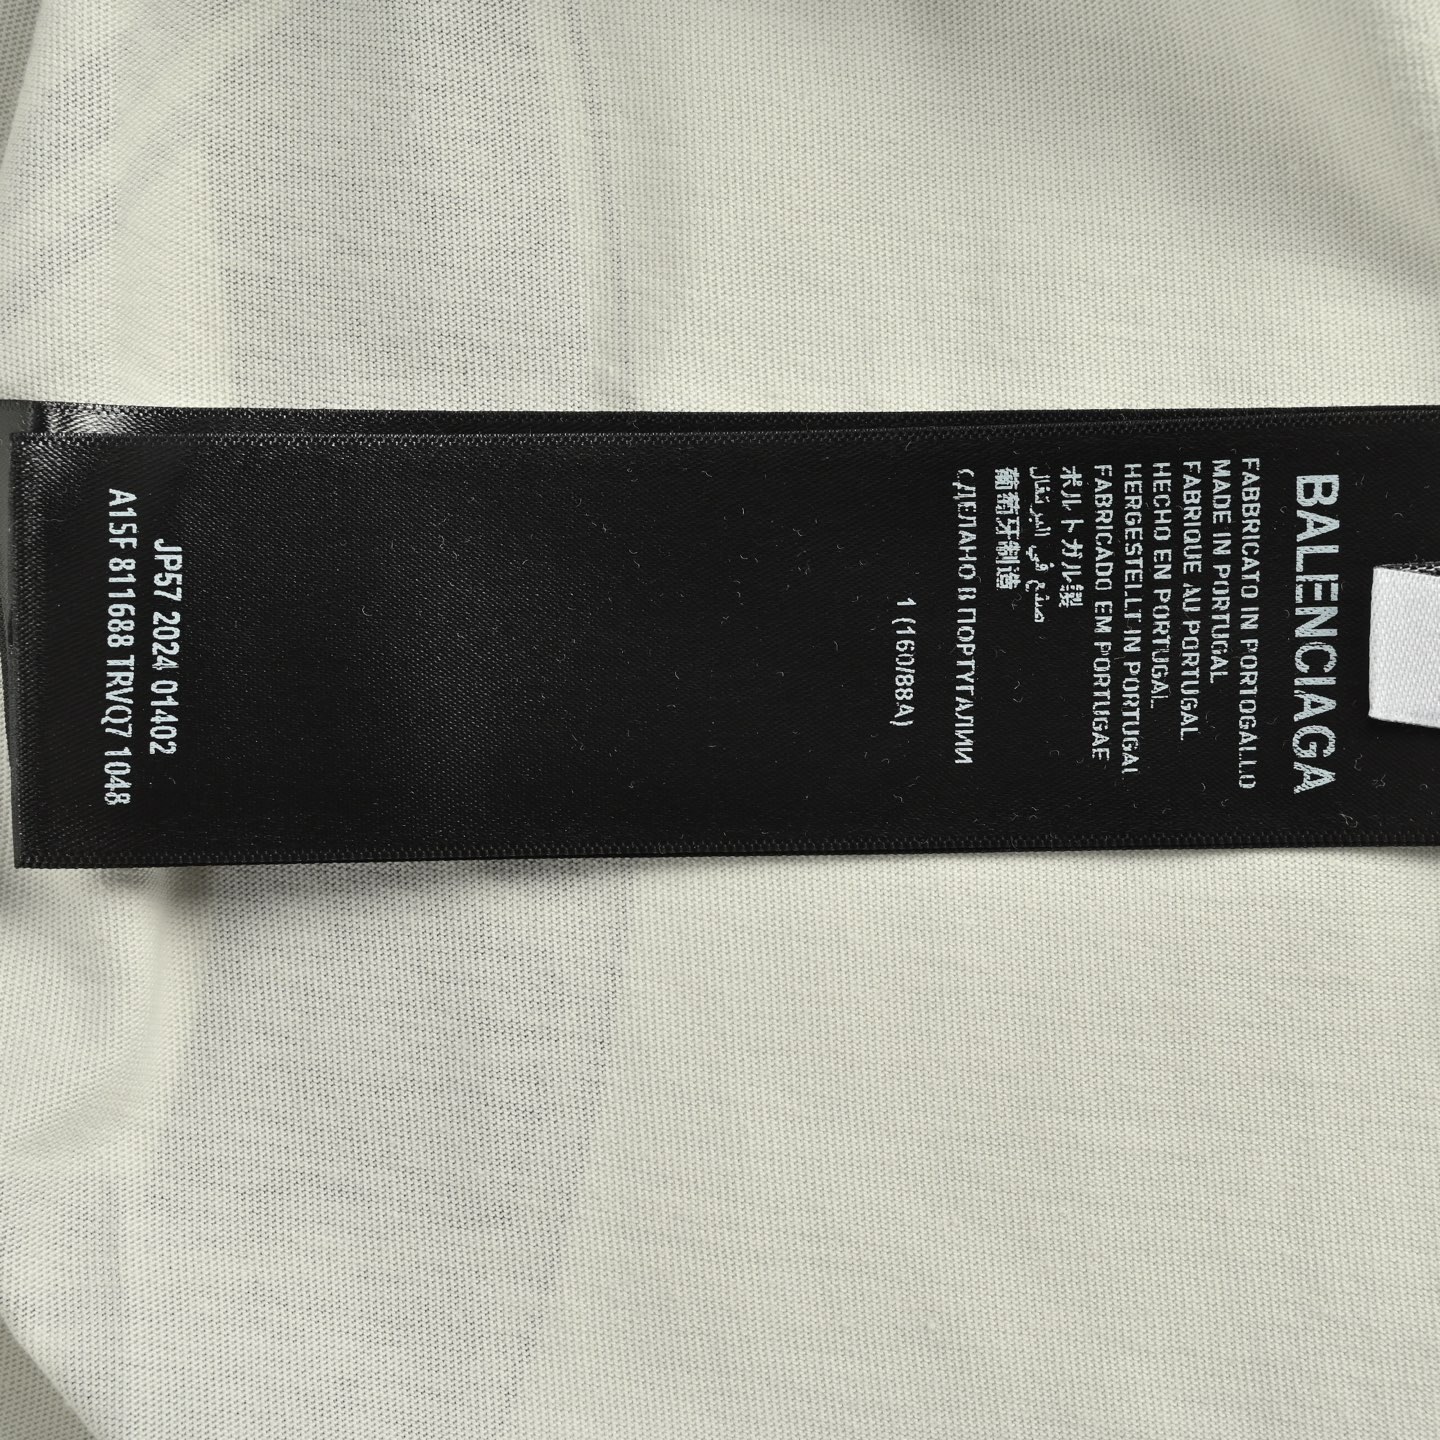 BALENCIAGA
FABBRICATO IN PORTOGALLO
MADE IN PORTUGAL
FABRIQUE AU PORTUGAL
HECHO EN PORTUGAL
HERGESTELLT IN PORTUGAL
FABRICADO EM PORTUGAL
ポルトガル製
صنع في البرتغال
葡萄牙制造
СДЕЛАНО В ПОРТУГАЛИИ
1 (160/88A)
JP57 2024 01402
A15F 811688 TRVQ7 1048